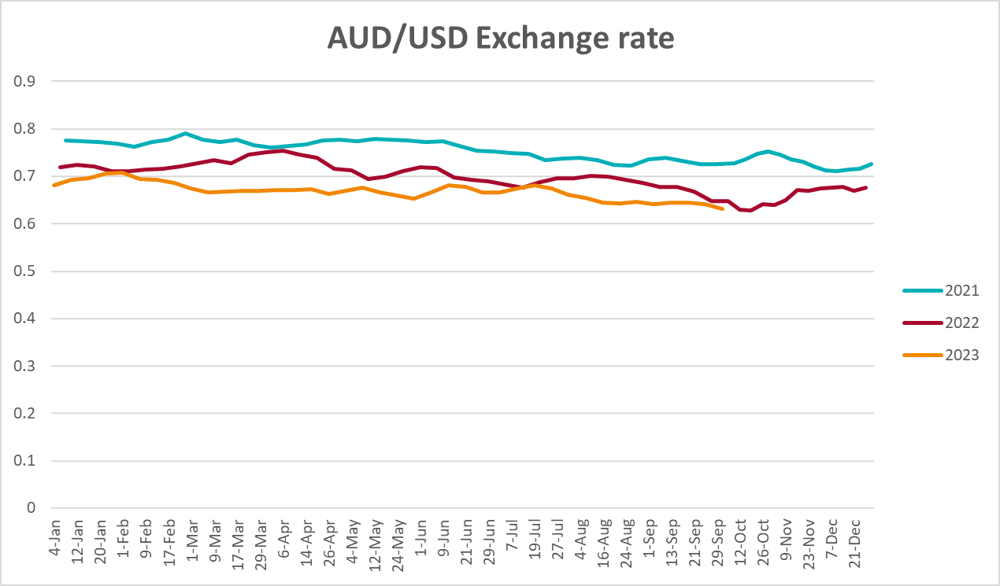 AUD/USD Exchange rate
0.9
0.8
0.7
0.6
0.5
0.4
0.3
0.2
0.1
0
4-Jan
12-Jan
20-Jan
1-Feb
9-Feb
17-Feb
1-Mar
9-Mar
17-Mar
29-Mar
6-Apr
14-Apr
26-Apr
4-May
12-May
24-May
1-Jun
9-Jun
21-Jun
29-Jun
7-Jul
19-Jul
27-Jul
4-Aug
16-Aug
24-Aug
1-Sep
13-Sep
21-Sep
29-Sep
12-Oct
26-Oct
9-Nov
23-Nov
7-Dec
21-Dec
2021
2022
2023